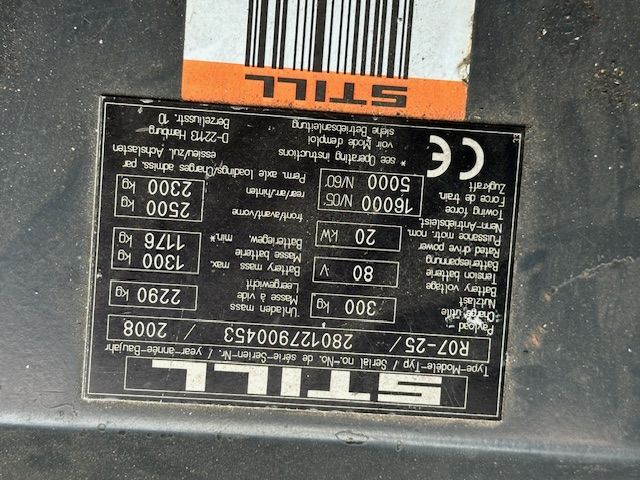 STILL
Type-Modèle-Typ / Serial no.-No. de série-Serien-Nr. / year-année-Baujahr
R07-25 / 280127900453 / 2008
Payload
Charge utile
Nutzlast
300 kg
Unladen mass
Masse à vide
Leergewicht
2290 kg
Battery voltage
Tension batterie
Batteriespannung
80 V
Battery mass max
Masse batterie
Batteriegew. min*
1300 kg
1176 kg
Rated drive power
Puissance motr. nom.
Nenn-Antriebsleist.
20 kW
Towing force
Force de train.
Zugkraft
16000 N/05'
5000 N/60'
front/avant/vorne
rear/arr/hinten
2500 kg
2300 kg
Perm. axle loadings/Charges admiss. par
essieu/zul. Achslasten
* see Operating instructions
voir Mode d'emploi
siehe Betriebsanleitung
Berzeliusstr. 10
D-22113 Hamburg
CE
STILL